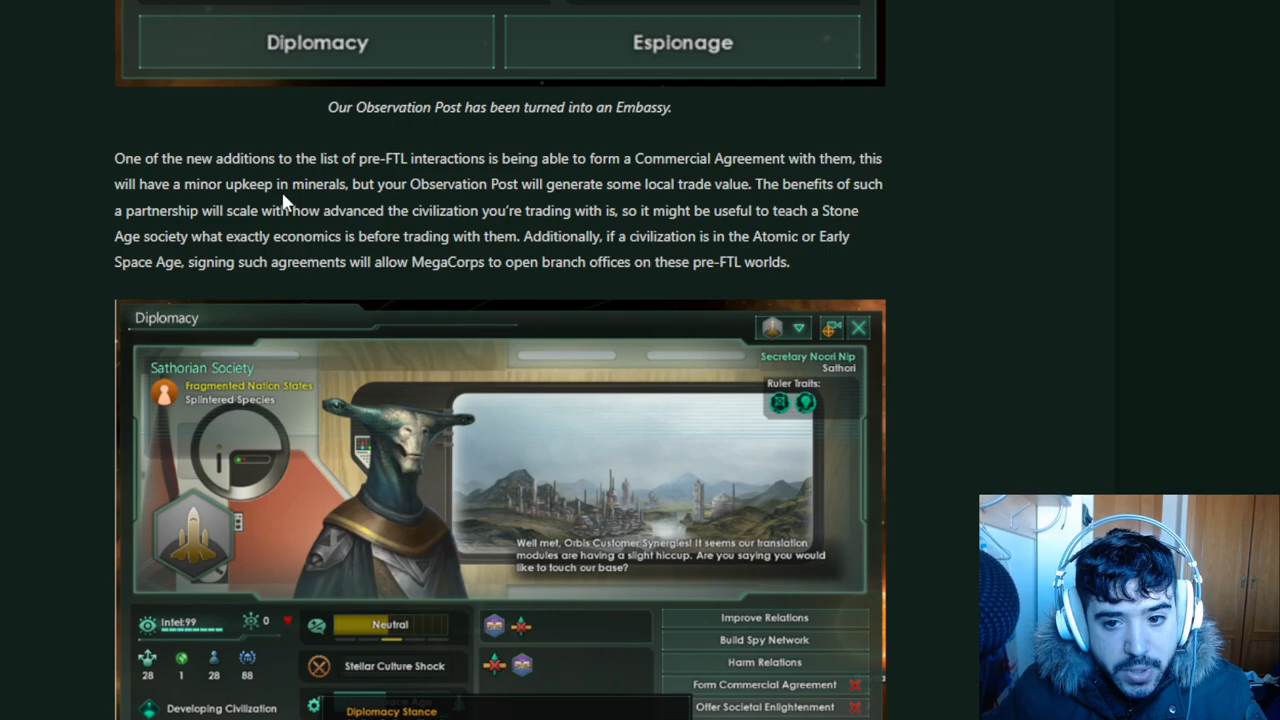 Diplomacy
Espionage
Our Observation Post has been turned into an Embassy.
One of the new additions to the list of pre-FTL interactions is being able to form a Commercial Agreement with them, this
will have a minor upkeep in minerals, but your Observation Post will generate some local trade value. The benefits of such
a partnership will scale with how advanced the civilization you're trading with is, so it might be useful to teach a Stone
Age society what exactly economics is before trading with them. Additionally, if a civilization is in the Atomic or Early
Space Age, signing such agreements will allow MegaCorps to open branch offices on these pre-FTL worlds.
Diplomacy
Sathorian Society
Fragmented Nation States
Splintered Species
Secretary Noori Nip
Sathori
Ruler Traits:
Well met, Orbis Customer Synergies! It seems our translation
modules are having a slight hiccup. Are you saying you would
like to touch our base?
Intel:99
0
Neutral
Improve Relations
Build Spy Network
28
1
28
88
Stellar Culture Shock
Harm Relations
Form Commercial Agreement
Developing Civilization
Space Age
Diplomacy Stance
Offer Societal Enlightenment